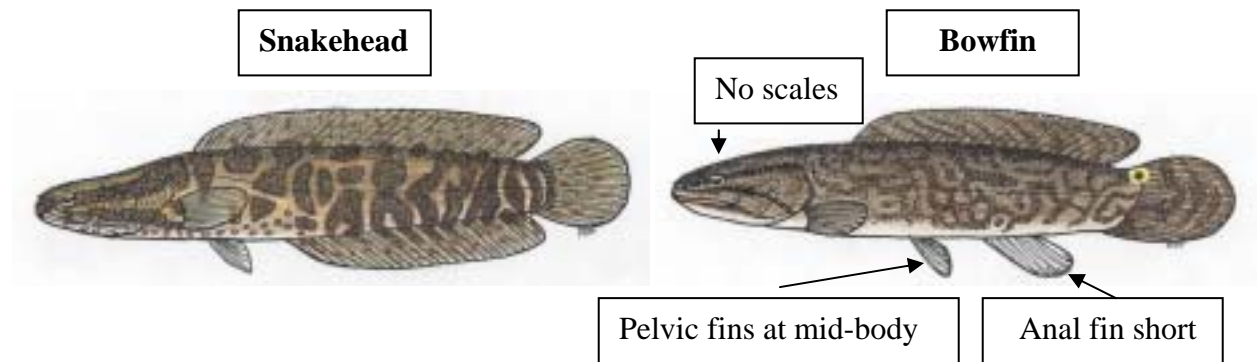 Snakehead
Bowfin
No scales
Pelvic fins at mid-body
Anal fin short